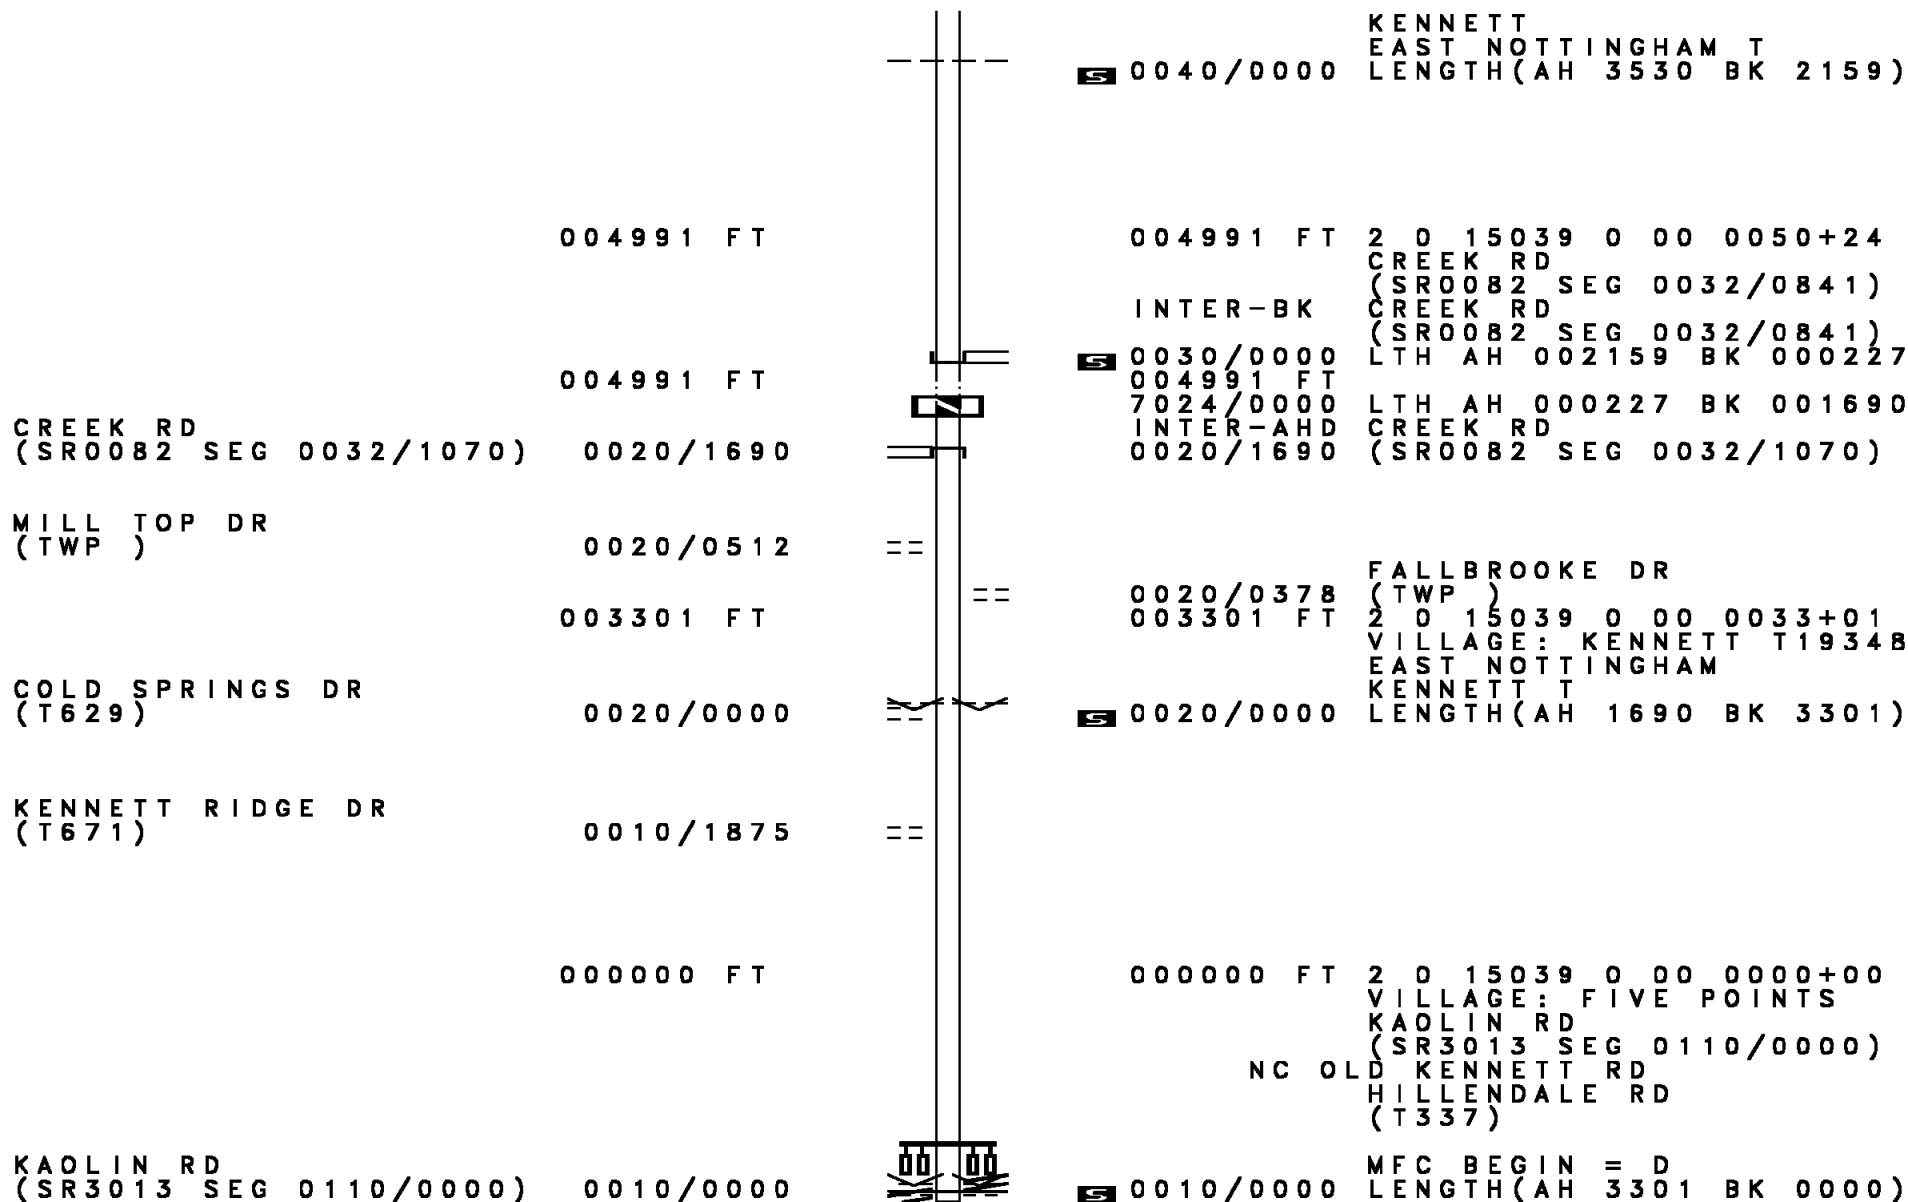 KENNETT
EAST NOTTINGHAM T
S 0040/0000 LENGTH(AH 3530 BK 2159)
004991 FT 004991 FT 2 0 15039 0 00 0050+24
CREEK RD
(SR0082 SEG 0032/0841)
INTER-BK CREEK RD
(SR0082 SEG 0032/0841)
S 0030/0000 LTH AH 002159 BK 000227
004991 FT 004991 FT
7024/0000 LTH AH 000227 BK 001690
CREEK RD INTER-AHD CREEK RD
(SR0082 SEG 0032/1070) 0020/1690 0020/1690 (SR0082 SEG 0032/1070)
MILL TOP DR
(TWP ) 0020/0512
FALLBROOKE DR
0020/0378 (TWP )
003301 FT 003301 FT 2 0 15039 0 00 0033+01
VILLAGE: KENNETT T19348
EAST NOTTINGHAM
COLD SPRINGS DR KENNETT T
(T629) 0020/0000 S 0020/0000 LENGTH(AH 1690 BK 3301)
KENNETT RIDGE DR
(T671) 0010/1875
000000 FT 000000 FT 2 0 15039 0 00 0000+00
VILLAGE: FIVE POINTS
KAOLIN RD
(SR3013 SEG 0110/0000)
NC OLD KENNETT RD
HILLENDALE RD
(T337)
KAOLIN RD MFC BEGIN = D
(SR3013 SEG 0110/0000) 0010/0000 S 0010/0000 LENGTH(AH 3301 BK 0000)